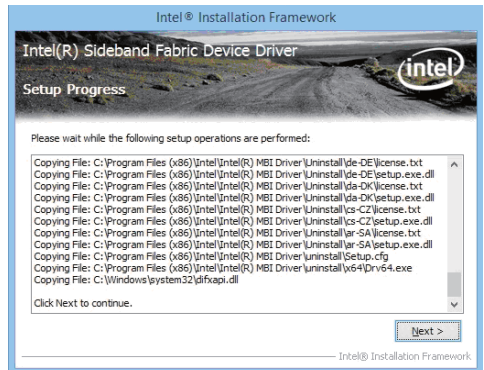 Intel® Installation Framework
Intel(R) Sideband Fabric Device Driver
intel
Setup Progress
Please wait while the following setup operations are performed:
Copying File: C:\Program Files (x86)\Intel\Intel(R) MBI Driver\Uninstall\de-DE\license.txt
Copying File: C:\Program Files (x86)\Intel\Intel(R) MBI Driver\Uninstall\de-DE\setup.exe.dll
Copying File: C:\Program Files (x86)\Intel\Intel(R) MBI Driver\Uninstall\da-DK\license.txt
Copying File: C:\Program Files (x86)\Intel\Intel(R) MBI Driver\Uninstall\da-DK\setup.exe.dll
Copying File: C:\Program Files (x86)\Intel\Intel(R) MBI Driver\Uninstall\cs-CZ\license.txt
Copying File: C:\Program Files (x86)\Intel\Intel(R) MBI Driver\Uninstall\cs-CZ\setup.exe.dll
Copying File: C:\Program Files (x86)\Intel\Intel(R) MBI Driver\Uninstall\ar-SA\license.txt
Copying File: C:\Program Files (x86)\Intel\Intel(R) MBI Driver\Uninstall\ar-SA\setup.exe.dll
Copying File: C:\Program Files (x86)\Intel\Intel(R) MBI Driver\uninstall\Setup.cfg
Copying File: C:\Program Files (x86)\Intel\Intel(R) MBI Driver\uninstall\x64\Drv64.exe
Copying File: C:\Windows\system32\difxapi.dll
Click Next to continue.
Next >
Intel® Installation Framework